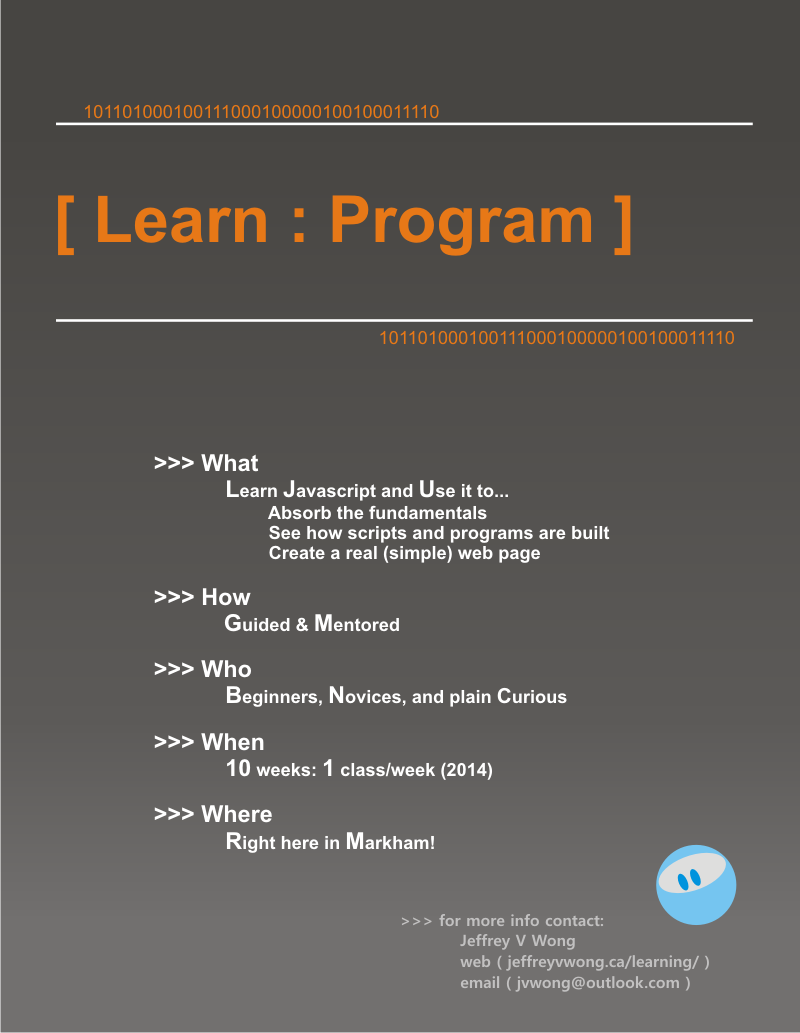 101101000100111000100000100100011110
[ Learn : Program ]
101101000100111000100000100100011110
>>> What
Learn Javascript and Use it to...
Absorb the fundamentals
See how scripts and programs are built
Create a real (simple) web page
>>> How
Guided & Mentored
>>> Who
Beginners, Novices, and plain Curious
>>> When
10 weeks: 1 class/week (2014)
>>> Where
Right here in Markham!
>>> for more info contact:
Jeffrey V Wong
web ( jeffreyvwong.ca/learning/ )
email ( jvwong@outlook.com )